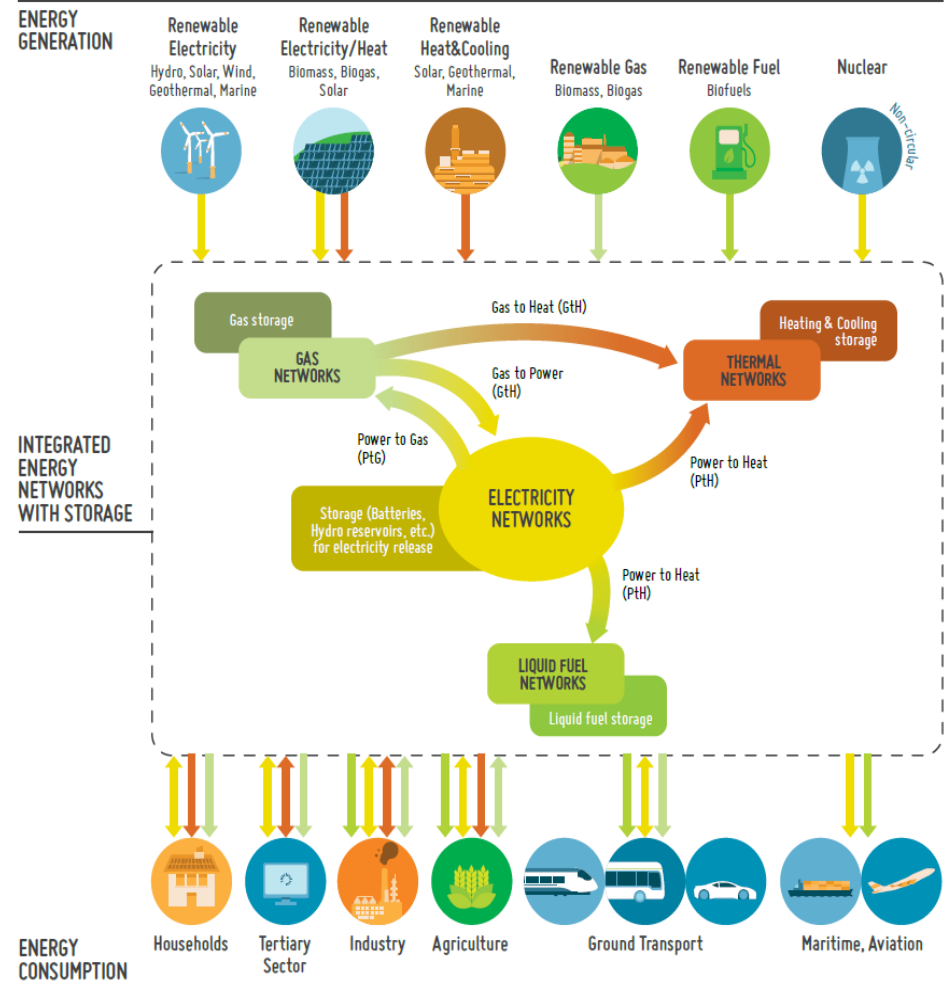 ENERGY
GENERATION
Renewable
Electricity
Hydro, Solar, Wind,
Geothermal, Marine
Renewable
Electricity/Heat
Biomass, Biogas,
Solar
Renewable
Heat&Cooling
Solar, Geothermal,
Marine
Renewable Gas
Biomass, Biogas
Renewable Fuel
Biofuels
Nuclear
Non-circular
INTEGRATED
ENERGY
NETWORKS
WITH STORAGE
Gas storage
GAS
NETWORKS
Gas to Heat (GtH)
Heating & Cooling
storage
THERMAL
NETWORKS
Gas to Power
(GtH)
Power to Gas
(PtG)
Power to Heat
(PtH)
Storage (Batteries,
Hydro reservoirs, etc.)
for electricity release
ELECTRICITY
NETWORKS
Power to Heat
(PtH)
LIQUID FUEL
NETWORKS
Liquid fuel storage
ENERGY
CONSUMPTION
Households
Tertiary
Sector
Industry
Agriculture
Ground Transport
Maritime, Aviation